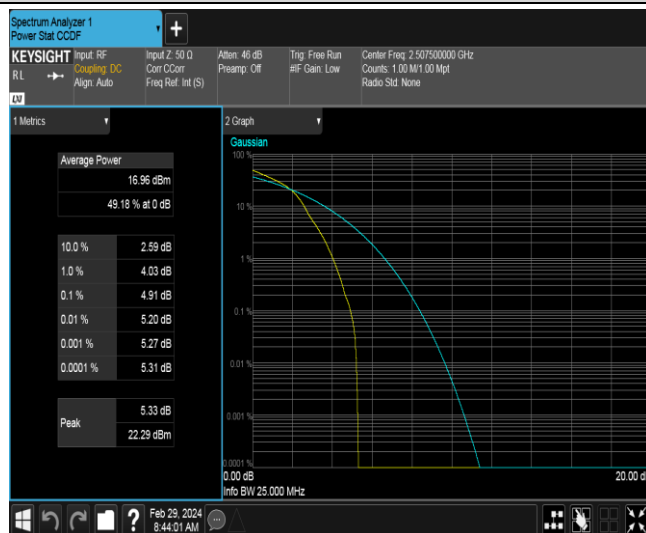 Spectrum Analyzer 1
Power Stat CCDF
+
KEYSIGHT
RL
LXI
Input: RF
Coupling: DC
Align: Auto
Input Z: 50 Ω
Corr CCorr
Freq Ref: Int (S)
Atten: 46 dB
Preamp: Off
Trig: Free Run
#IF Gain: Low
Center Freq: 2.507500000 GHz
Counts: 1.00 M/1.00 Mpt
Radio Std: None
1 Metrics
Average Power
16.96 dBm
49.18 % at 0 dB
10.0 % 2.59 dB
1.0 % 4.03 dB
0.1 % 4.91 dB
0.01 % 5.20 dB
0.001 % 5.27 dB
0.0001 % 5.31 dB
Peak
5.33 dB
22.29 dBm
2 Graph
Gaussian
100 %
10 %
1 %
0.1 %
0.01 %
0.001 %
0.0001 %
0.00 dB
20.00 d
Info BW 25.000 MHz
?
Feb 29, 2024
8:44:01 AM